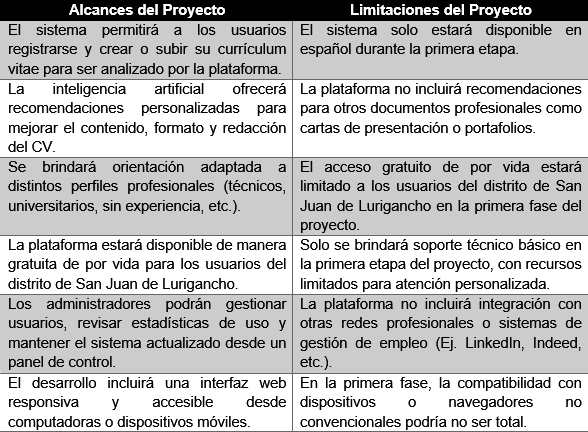 Alcances del Proyecto
Limitaciones del Proyecto
El sistema permitirá a los usuarios
registrarse y crear o subir su currículum
vitae para ser analizado por la plataforma.
El sistema solo estará disponible en
español durante la primera etapa.
La inteligencia artificial ofrecerá
recomendaciones personalizadas para
mejorar el contenido, formato y redacción
del CV.
La plataforma no incluirá recomendaciones
para otros documentos profesionales como
cartas de presentación o portafolios.
Se brindará orientación adaptada a
distintos perfiles profesionales (técnicos,
universitarios, sin experiencia, etc.).
El acceso gratuito de por vida estará
limitado a los usuarios del distrito de San
Juan de Lurigancho en la primera fase del
proyecto.
La plataforma estará disponible de manera
gratuita de por vida para los usuarios del
distrito de San Juan de Lurigancho.
Solo se brindará soporte técnico básico en
la primera etapa del proyecto, con recursos
limitados para atención personalizada.
Los administradores podrán gestionar
usuarios, revisar estadísticas de uso y
mantener el sistema actualizado desde un
panel de control.
La plataforma no incluirá integración con
otras redes profesionales o sistemas de
gestión de empleo (Ej. LinkedIn, Indeed,
etc.).
El desarrollo incluirá una interfaz web
responsiva y accesible desde
computadoras o dispositivos móviles.
En la primera fase, la compatibilidad con
dispositivos o navegadores no
convencionales podría no ser total.